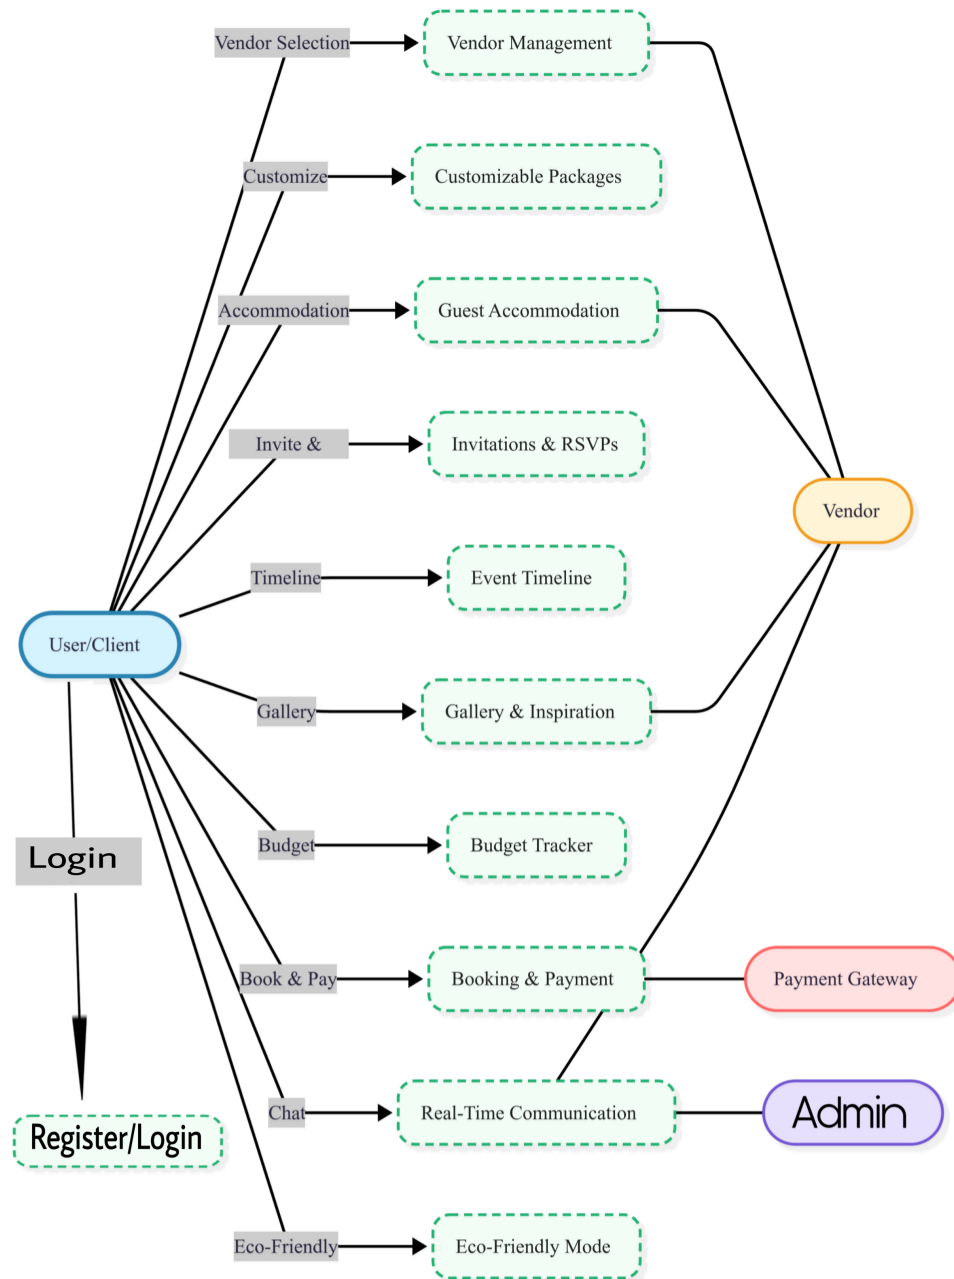 Vendor Selection
Vendor Management
Customize
Customizable Packages
Accommodation
Guest Accommodation
Invite &
Invitations & RSVPs
Vendor
Timeline
Event Timeline
User/Client
Gallery
Gallery & Inspiration
Budget
Budget Tracker
Login
Book & Pay
Booking & Payment
Payment Gateway
Chat
Real-Time Communication
Admin
Register/Login
Eco-Friendly
Eco-Friendly Mode